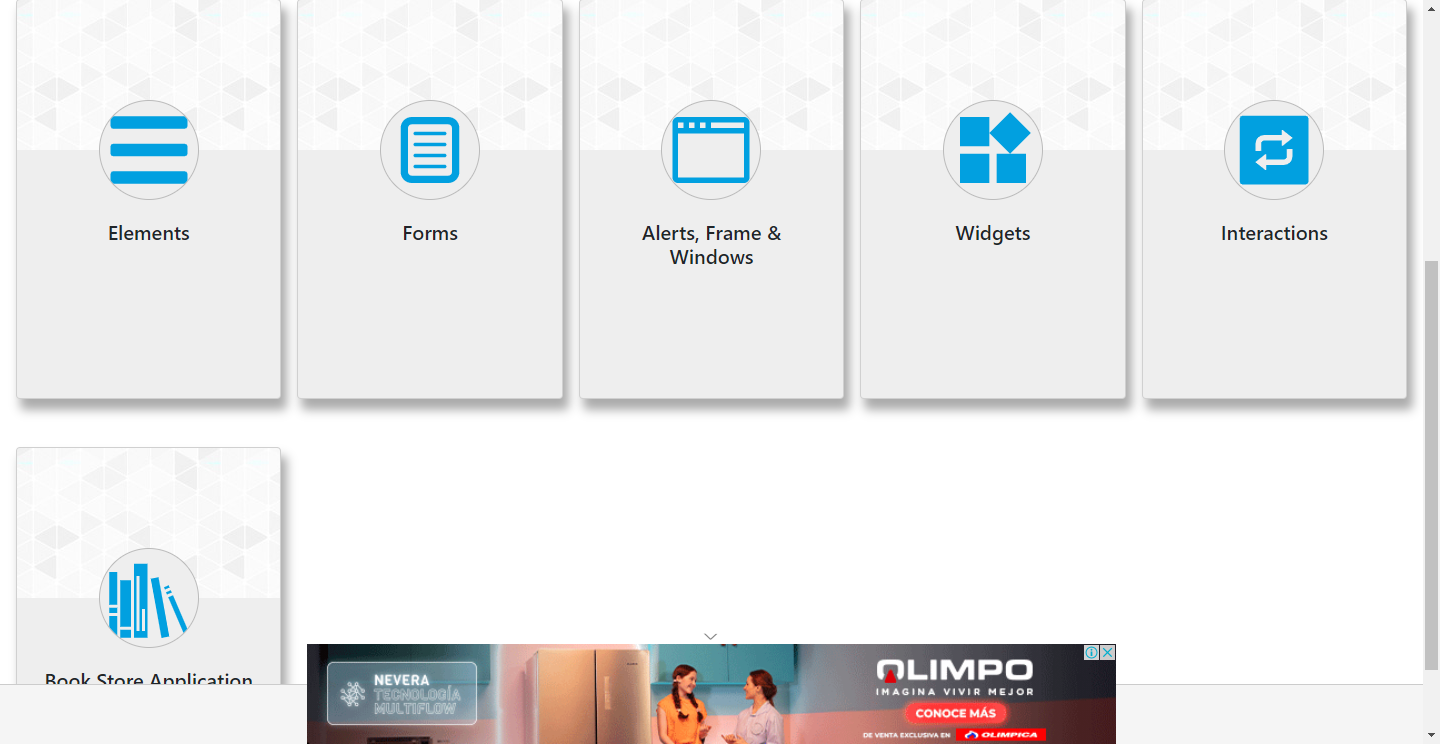 Elements
Forms
Alerts, Frame &
Windows
Widgets
Interactions
Book Store Application
NEVERA
TECNOLOGÍA
MULTIFLOW
OLIMPO
IMAGINA VIVIR MEJOR
CONOCE MÁS
DE VENTA EXCLUSIVA EN OLIMPICA